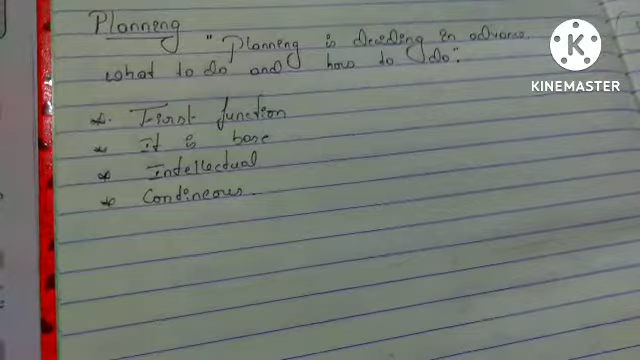 Planning
"Planning is deciding in advance
what to do and how to do".
* First function
* It is base
* Intellectual
* Contineous.
KINEMASTER